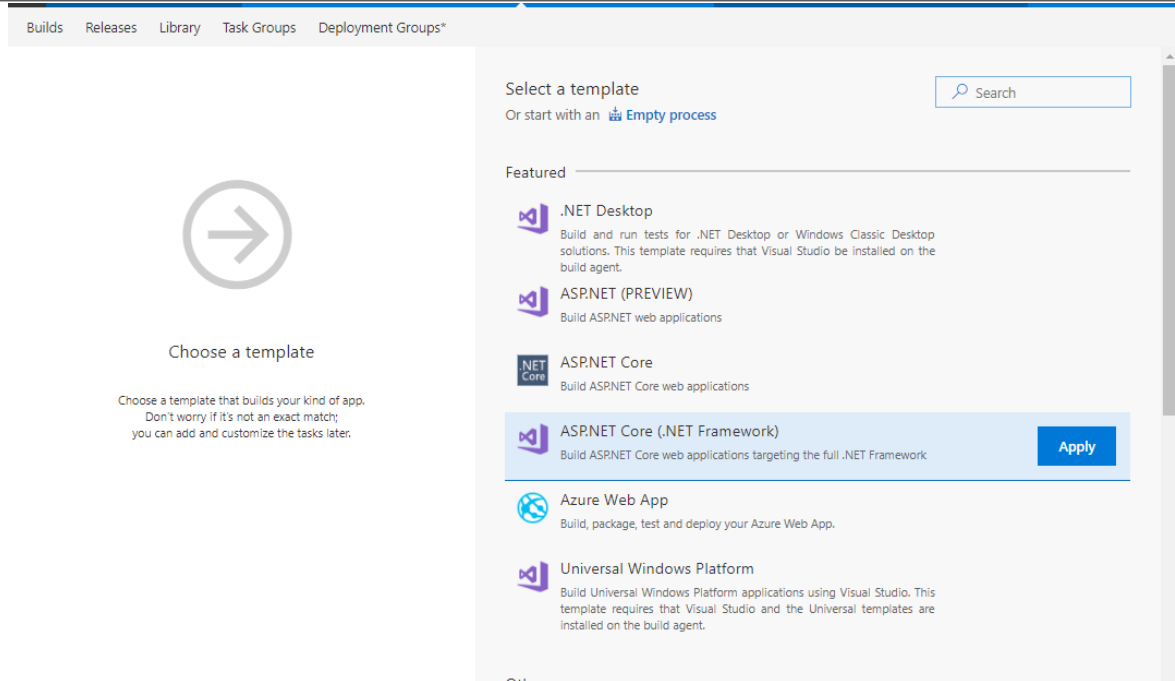 Builds Releases Library Task Groups Deployment Groups*
Choose a template
Choose a template that builds your kind of app.
Don't worry if it's not an exact match;
you can add and customize the tasks later.
Select a template
Search
Or start with an Empty process
Featured
.NET Desktop
Build and run tests for .NET Desktop or Windows Classic Desktop
solutions. This template requires that Visual Studio be installed on the
build agent.
ASP.NET (PREVIEW)
Build ASP.NET web applications
.NET
Core
ASP.NET Core
Build ASP.NET Core web applications
ASP.NET Core (.NET Framework)
Build ASP.NET Core web applications targeting the full .NET Framework
Apply
Azure Web App
Build, package, test and deploy your Azure Web App.
Universal Windows Platform
Build Universal Windows Platform applications using Visual Studio. This
template requires that Visual Studio and the Universal templates are
installed on the build agent.